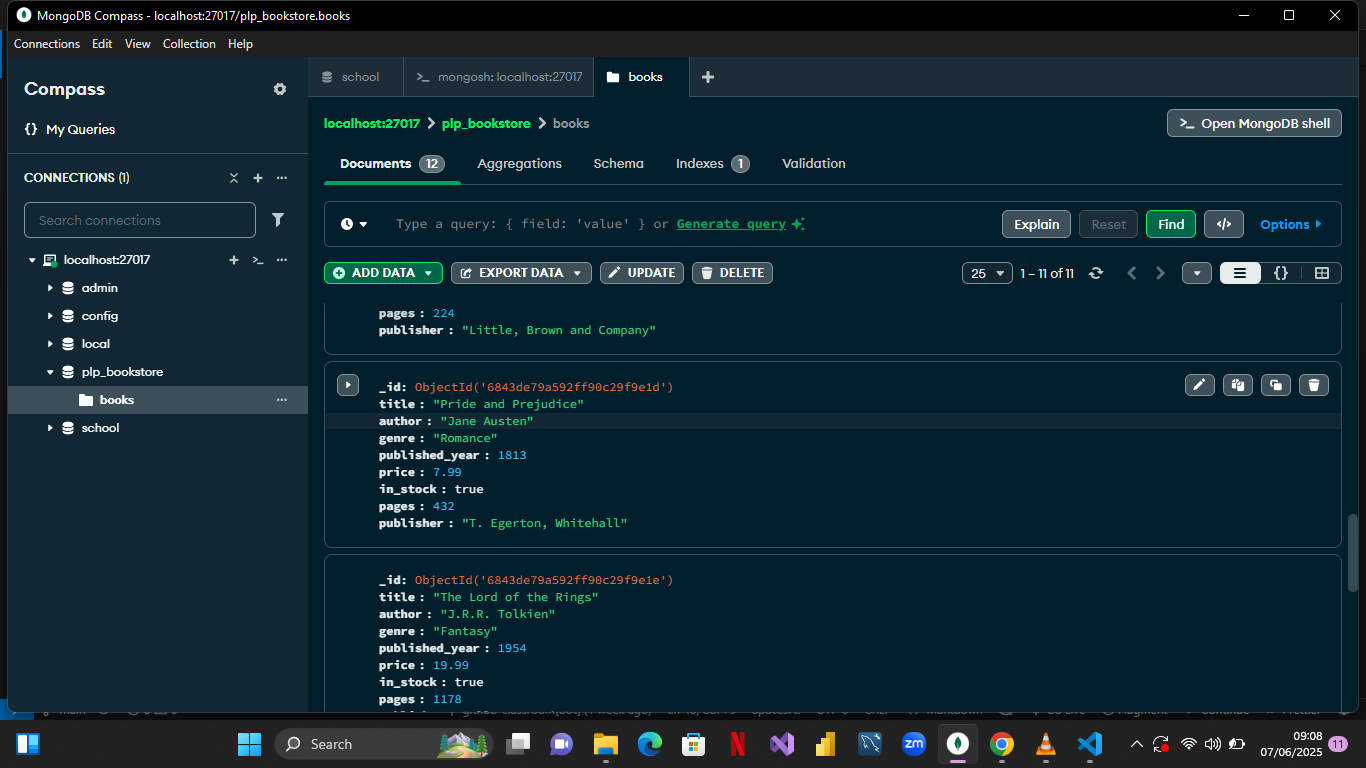 MongoDB Compass - localhost:27017/plp_bookstore.books
Connections Edit View Collection Help
Compass
{} My Queries
CONNECTIONS (1)
Search connections
localhost:27017
admin
config
local
plp_bookstore
books
school
school
>_ mongosh: localhost:27017
books
localhost:27017 > plp_bookstore > books
>_ Open MongoDB shell
Documents 12 Aggregations Schema Indexes 1 Validation
Type a query: { field: 'value' } or Generate query
Explain Reset Find </> Options
ADD DATA EXPORT DATA UPDATE DELETE
25 1 – 11 of 11 {}
pages : 224
publisher : "Little, Brown and Company"
_id: ObjectId('6843de79a592ff90c29f9e1d')
title : "Pride and Prejudice"
author : "Jane Austen"
genre : "Romance"
published_year : 1813
price : 7.99
in_stock : true
pages : 432
publisher : "T. Egerton, Whitehall"
_id: ObjectId('6843de79a592ff90c29f9e1e')
title : "The Lord of the Rings"
author : "J.R.R. Tolkien"
genre : "Fantasy"
published_year : 1954
price : 19.99
in_stock : true
pages : 1178
Search
zm
09:08
07/06/2025
11